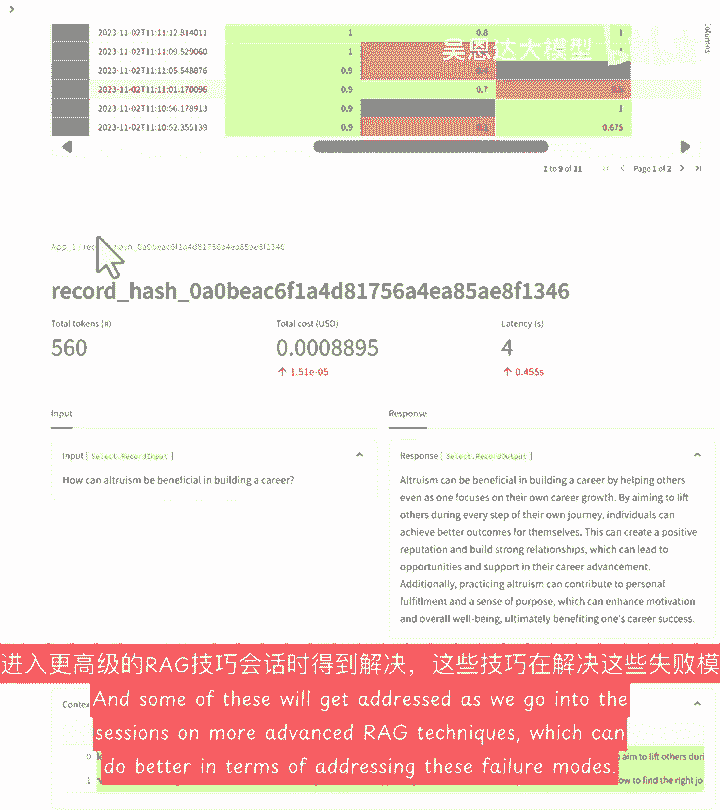 2023-11-02T11:11:12.814011 1 0.8 1
2023-11-02T11:11:09.529060 1
2023-11-02T11:11:05.548876 0.9
2023-11-02T11:11:01.170096 0.9 0.7
2023-11-02T11:10:56.178913 0.9 1
2023-11-02T11:10:52.355139 0.9 0.675
Columns
吴恩达大模型
1 to 9 of 11 Page 1 of 2
record_hash_0a0beac6f1a4d81756a4ea85ae8f1346
Total tokens (#) Total cost (USD) Latency (s)
560 0.0008895 4
1.51e-05 0.455s
Input Response
Input [ Select.RecordInput ]
How can altruism be beneficial in building a career?
Response [ Select.RecordOutput ]
Altruism can be beneficial in building a career by helping others
even as one focuses on their own career growth. By aiming to lift
others during every step of their own journey, individuals can
achieve better outcomes for themselves. This can create a positive
reputation and build strong relationships, which can lead to
opportunities and support in their career advancement.
Additionally, practicing altruism can contribute to personal
fulfillment and a sense of purpose, which can enhance motivation
and overall well-being, ultimately benefiting one's career success.
进入更高级的RAG技巧会话时得到解决，这些技巧在解决这些失败模
And some of these will get addressed as we go into the
sessions on more advanced RAG techniques, which can
do better in terms of addressing these failure modes.
0 aim to lift others duri
1 how to find the right jo